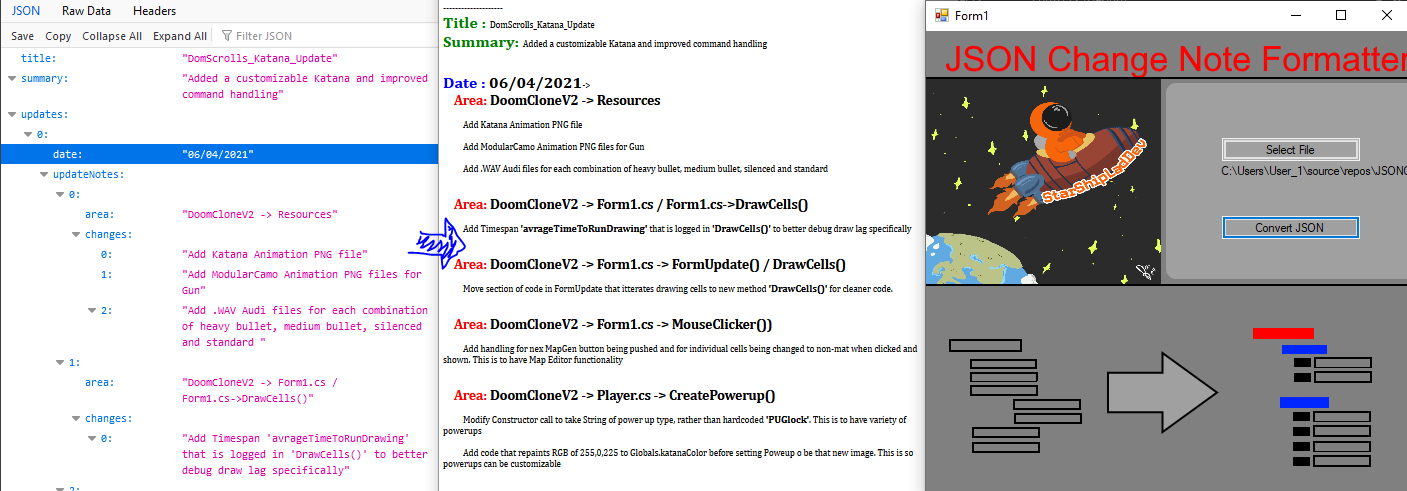 JSON Raw Data Headers
Save Copy Collapse All Expand All Filter JSON
title: "DomScrolls_Katana_Update"
summary: "Added a customizable Katana and improved
command handling"
updates:
0:
date: "06/04/2021"
updateNotes:
0:
area: "DoomCloneV2 -> Resources"
changes:
0: "Add Katana Animation PNG file"
1: "Add ModularCamo Animation PNG files for
Gun"
2: "Add .WAV Audi files for each combination
of heavy bullet, medium bullet, silenced
and standard "
1:
area: "DoomCloneV2 -> Form1.cs /
Form1.cs->DrawCells()"
changes:
0: "Add Timespan 'avrageTimeToRunDrawing'
that is logged in 'DrawCells()' to better
debug draw lag specifically"
2:
--------------------
Title : DomScrolls_Katana_Update
Summary: Added a customizable Katana and improved command handling
Date : 06/04/2021->
Area: DoomCloneV2 -> Resources
Add Katana Animation PNG file
Add ModularCamo Animation PNG files for Gun
Add .WAV Audi files for each combination of heavy bullet, medium bullet, silenced and standard
Area: DoomCloneV2 -> Form1.cs / Form1.cs->DrawCells()
Add Timespan 'avrageTimeToRunDrawing' that is logged in 'DrawCells()' to better debug draw lag specifically
Area: DoomCloneV2 -> Form1.cs -> FormUpdate() / DrawCells()
Move section of code in FormUpdate that itterates drawing cells to new method 'DrawCells()' for cleaner code.
Area: DoomCloneV2 -> Form1.cs -> MouseClicker())
Add handling for nex MapGen button being pushed and for individual cells being changed to non-mat when clicked and
shown. This is to have Map Editor functionality
Area: DoomCloneV2 -> Player.cs -> CreatePowerup()
Modify Constructor call to take String of power up type, rather than hardcoded 'PUGlock'. This is to have variety of
powerups
Add code that repaints RGB of 255,0,225 to Globals.katanaColor before setting Poweup o be that new image. This is so
powerups can be customizable
Form1
JSON Change Note Formatter
StarShipLadDev
Select File
C:\Users\User_1\source\repos\JSONC
Convert JSON